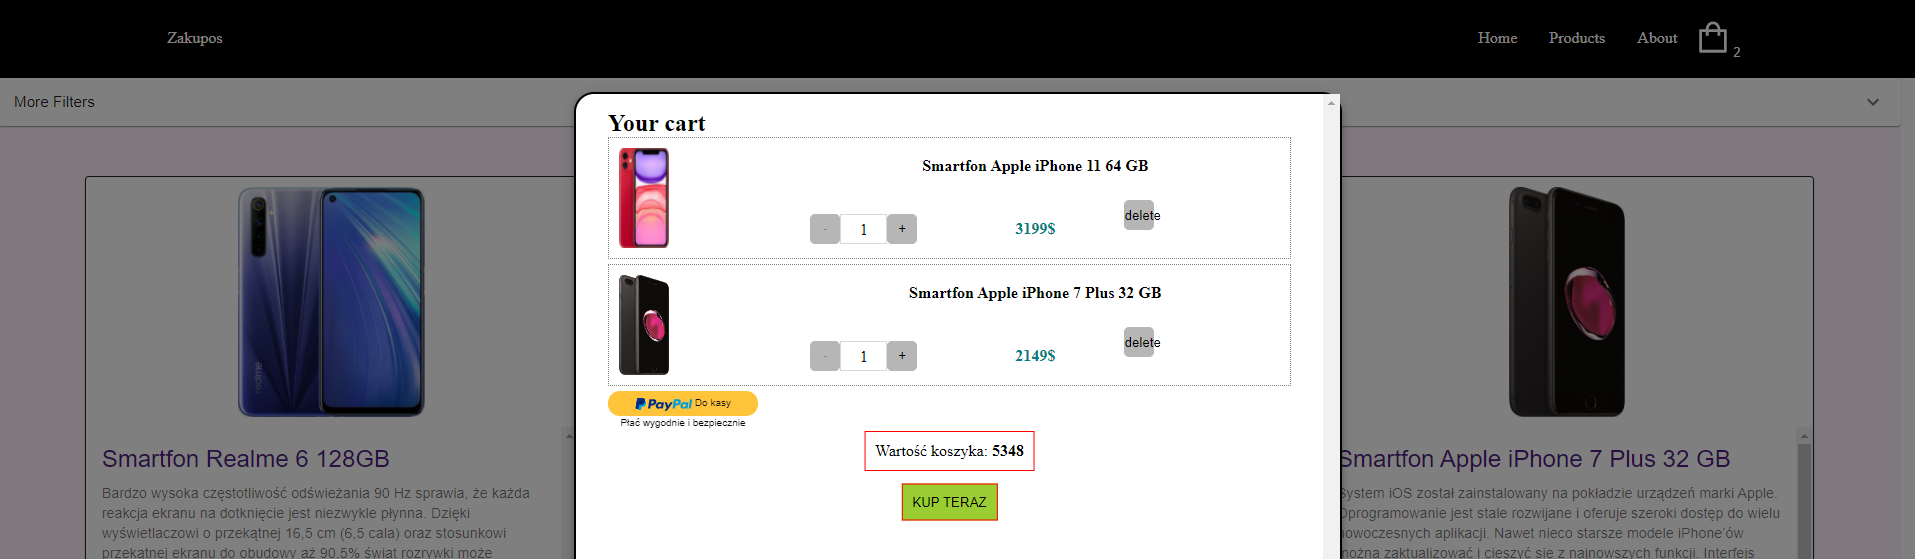 Zakupos
Home Products About 2
More Filters
Your cart
Smartfon Apple iPhone 11 64 GB
- 1 + 3199$ delete
Smartfon Apple iPhone 7 Plus 32 GB
- 1 + 2149$ delete
PayPal Do kasy
Płać wygodnie i bezpiecznie
Wartość koszyka: 5348
KUP TERAZ
realme
Smartfon Realme 6 128GB
Bardzo wysoka częstotliwość odświeżania 90 Hz sprawia, że każda
reakcja ekranu na dotknięcie jest niezwykle płynna. Dzięki
wyświetlaczowi o przekątnej 16,5 cm (6,5 cala) oraz stosunkowi
przekątnej ekranu do obudowy aż 90,5% świat rozrywki może
Smartfon Apple iPhone 7 Plus 32 GB
System iOS został zainstalowany na pokładzie urządzeń marki Apple.
Oprogramowanie jest stale rozwijane i oferuje szeroki dostęp do wielu
nowoczesnych aplikacji. Nawet nieco starsze modele iPhone'ów
można zaktualizować i cieszyć się z najnowszych funkcji. Interfejs